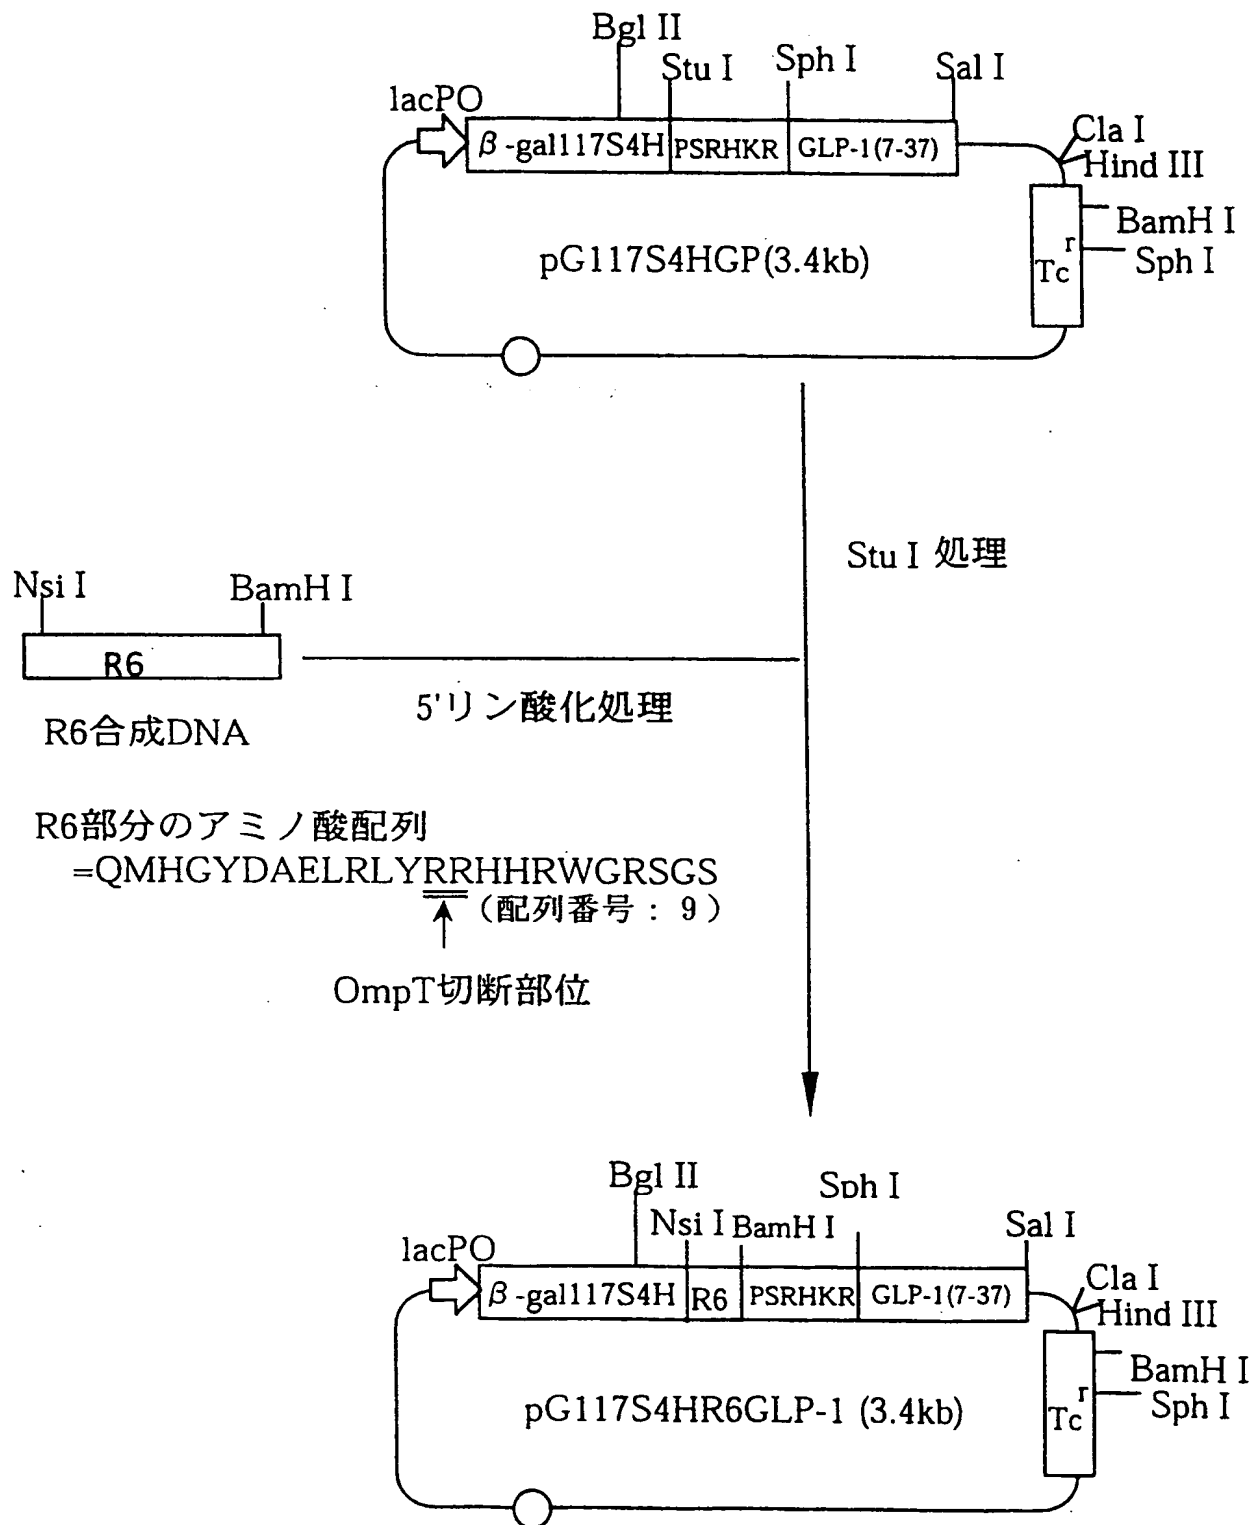 Bgl II
Stu I
Sph I
Sal I
lacPO
β-gal117S4H
PSRHKR
GLP-1(7-37)
Cla I
Hind III
BamH I
Sph I
Tc r
pG117S4HGP(3.4kb)
Stu I 処理
Nsi I
BamH I
R6
5'リン酸化処理
R6合成DNA
R6部分のアミノ酸配列
=QMHGYDAELRLYRRHHRWGRSGS
(配列番号: 9)
OmpT切断部位
Bgl II
Sph I
Nsi I
BamH I
Sal I
lacPO
β-gal117S4H
R6
PSRHKR
GLP-1(7-37)
Cla I
Hind III
BamH I
Sph I
Tc r
pG117S4HR6GLP-1 (3.4kb)